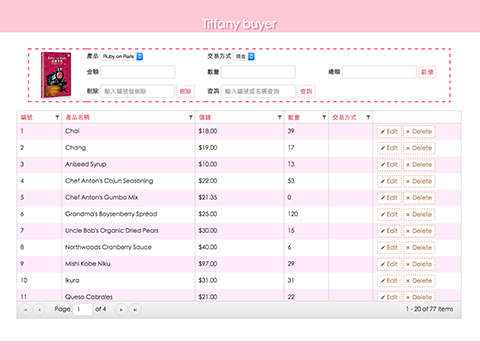 Tiffany buyer
產品 Ruby on Rails 交易方式 現金
金額 數量 總額 新增
刪除 輸入編號做刪除 刪除 查詢 輸入編號或名稱查詢 查詢
編號 產品名稱 價錢 數量 交易方式
1 Chai $18.00 39 Edit Delete
2 Chang $19.00 17 Edit Delete
3 Aniseed Syrup $10.00 13 Edit Delete
4 Chef Anton's Cajun Seasoning $22.00 53 Edit Delete
5 Chef Anton's Gumbo Mix $21.35 0 Edit Delete
6 Grandma's Boysenberry Spread $25.00 120 Edit Delete
7 Uncle Bob's Organic Dried Pears $30.00 15 Edit Delete
8 Northwoods Cranberry Sauce $40.00 6 Edit Delete
9 Mishi Kobe Niku $97.00 29 Edit Delete
10 Ikura $31.00 31 Edit Delete
11 Queso Cabrales $21.00 22 Edit Delete
Page 1 of 4 1 - 20 of 77 items